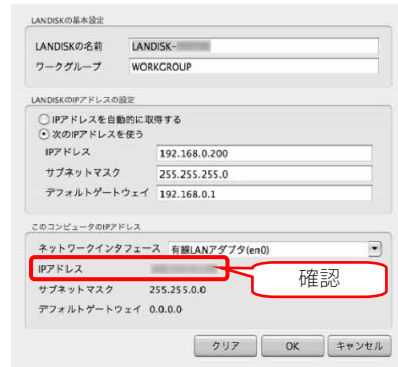 LANDISKの基本設定
LANDISKの名前 LANDISK-
ワークグループ WORKGROUP
LANDISKのIPアドレスの設定
IPアドレスを自動的に取得する
次のIPアドレスを使う
IPアドレス 192.168.0.200
サブネットマスク 255.255.255.0
デフォルトゲートウェイ 192.168.0.1
このコンピュータのIPアドレス
ネットワークインタフェース 有線LANアダプタ(en0)
IPアドレス
確認
サブネットマスク 255.255.0.0
デフォルトゲートウェイ 0.0.0.0
クリア OK キャンセル